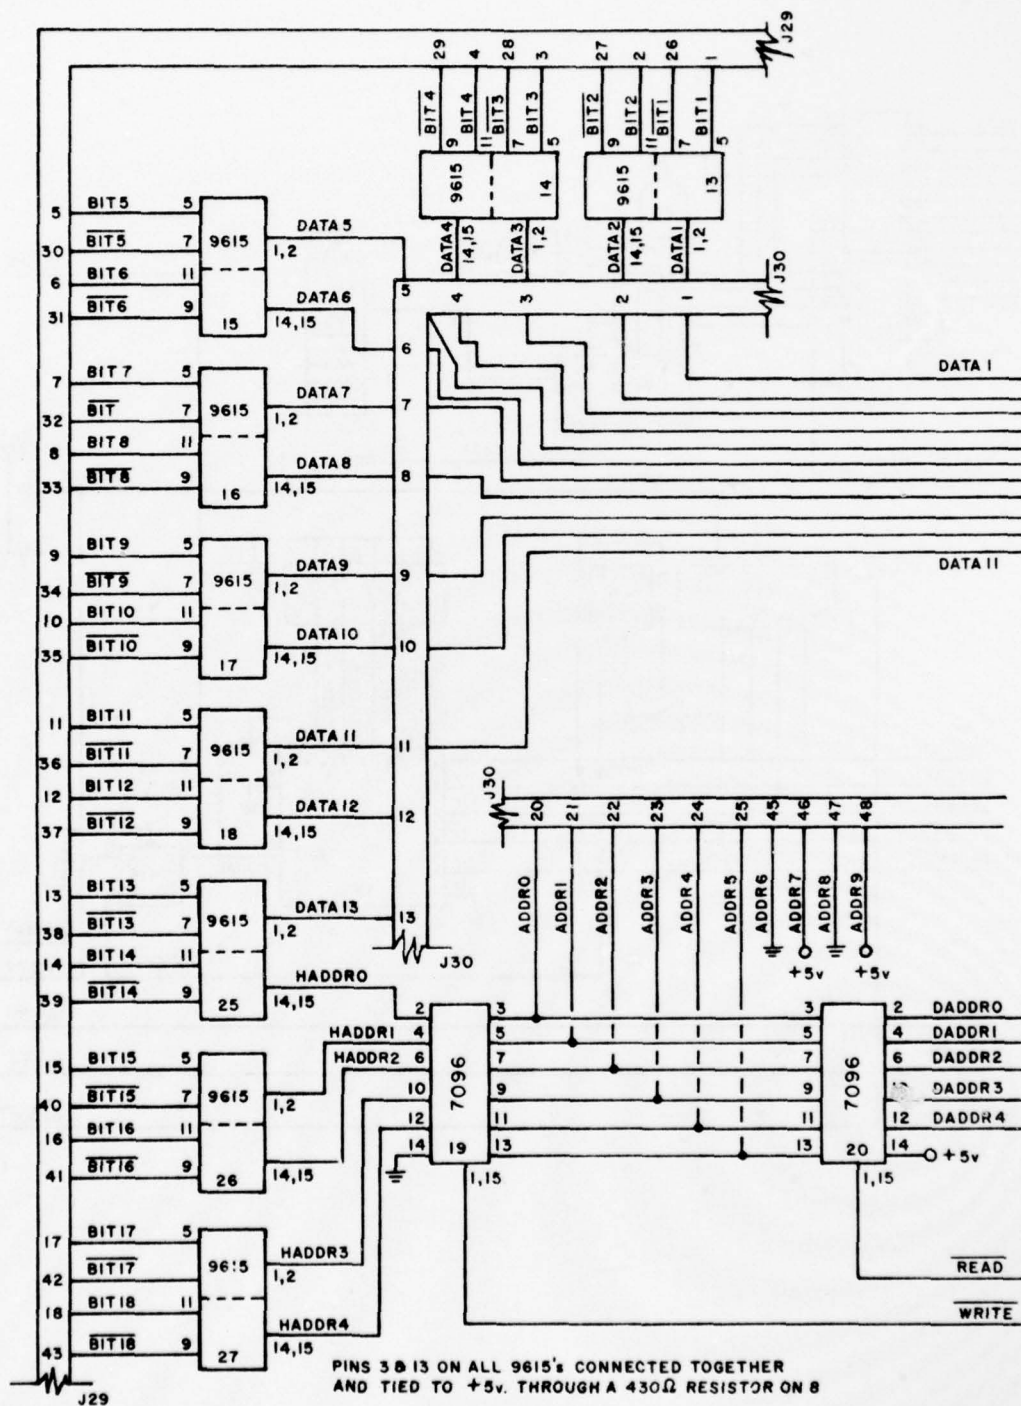 J29
29 4 28 3 27 2 26 1
BIT4 BIT4 BIT3 BIT3 BIT2 BIT2 BIT1 BIT1
9 11 7 5 9 11 7 5
9615 14 9615 13
DATA4 14,15 DATA3 1,2 DATA2 14,15 DATA1 1,2
J30
5 4 3 2 1
5 BIT5 5 9615 DATA5
30 BIT5 7 1,2
6 BIT6 11 DATA6
31 BIT6 9 15 14,15 6
DATA1
7 BIT7 5 9615 DATA7 7
32 BIT 7 1,2
8 BIT8 11 DATA8 8
33 BIT8 9 16 14,15
9 BIT9 5 9615 DATA9 9
34 BIT9 7 1,2
DATA11
10 BIT10 11 DATA10 10
35 BIT10 9 17 14,15
11 BIT11 5 9615 DATA11 11
36 BIT11 7 1,2
12 BIT12 11 DATA12 12
37 BIT12 9 18 14,15
J30
20 21 22 23 24 25 45 46 47 48
ADDR0 ADDR1 ADDR2 ADDR3 ADDR4 ADDR5 ADDR6 ADDR7 ADDR8 ADDR9
+5v +5v
13 BIT13 5 9615 DATA13 13
38 BIT13 7 1,2
J30
14 BIT14 11 HADDR0
39 BIT14 9 25 14,15
2 3 3 2 DADDR0
HADDR1 4 5 5 4 DADDR1
HADDR2 6 7 7 6 DADDR2
10 9 9 DADDR3
12 11 11 12 DADDR4
14 13 13 14 +5v
7096 19 1,15
7096 20 1,15
15 BIT15 5 9615
40 BIT15 7 1,2
16 BIT16 11
41 BIT16 9 26 14,15
17 BIT17 5 9615 HADDR3
42 BIT17 7 1,2
18 BIT18 11 HADDR4
43 BIT18 9 27 14,15
READ
WRITE
PINS 3 & 13 ON ALL 9615's CONNECTED TOGETHER
AND TIED TO +5v. THROUGH A 430Ω RESISTOR ON 8
J29